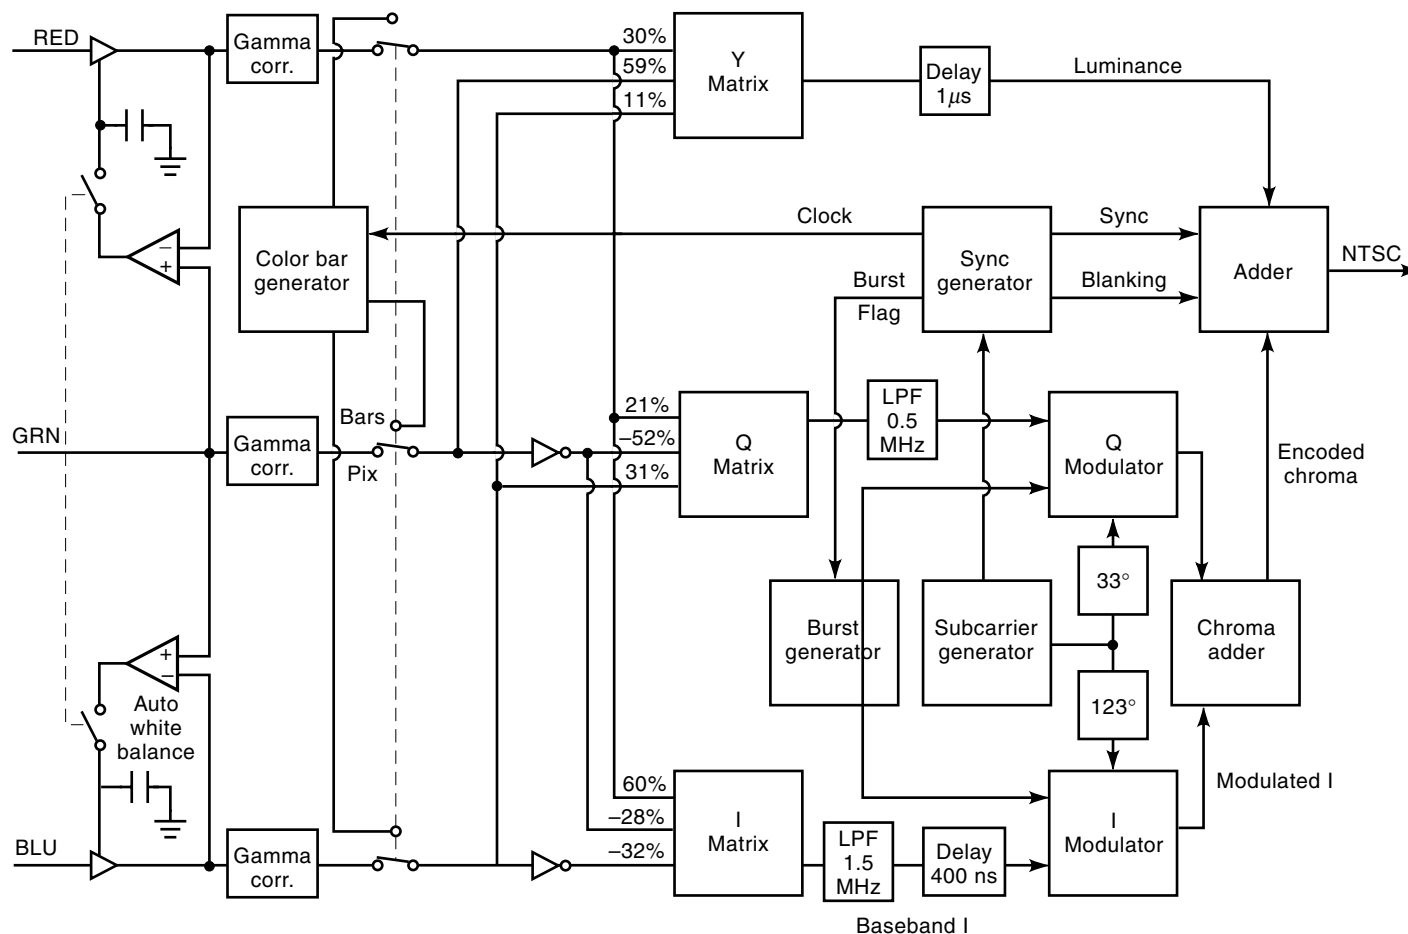 RED
Gamma
corr.
30%
59%
11%
Y
Matrix
Delay
1μs
Luminance
Color bar
generator
Clock
Sync
generator
Sync
Blanking
Adder
NTSC
Burst
Flag
GRN
Gamma
corr.
Bars
Pix
21%
–52%
31%
Q
Matrix
LPF
0.5
MHz
Q
Modulator
Encoded
chroma
33°
Burst
generator
Subcarrier
generator
Chroma
adder
123°
Auto
white
balance
BLU
Gamma
corr.
60%
–28%
–32%
I
Matrix
LPF
1.5
MHz
Delay
400 ns
I
Modulator
Modulated I
Baseband I
–
+
+
–